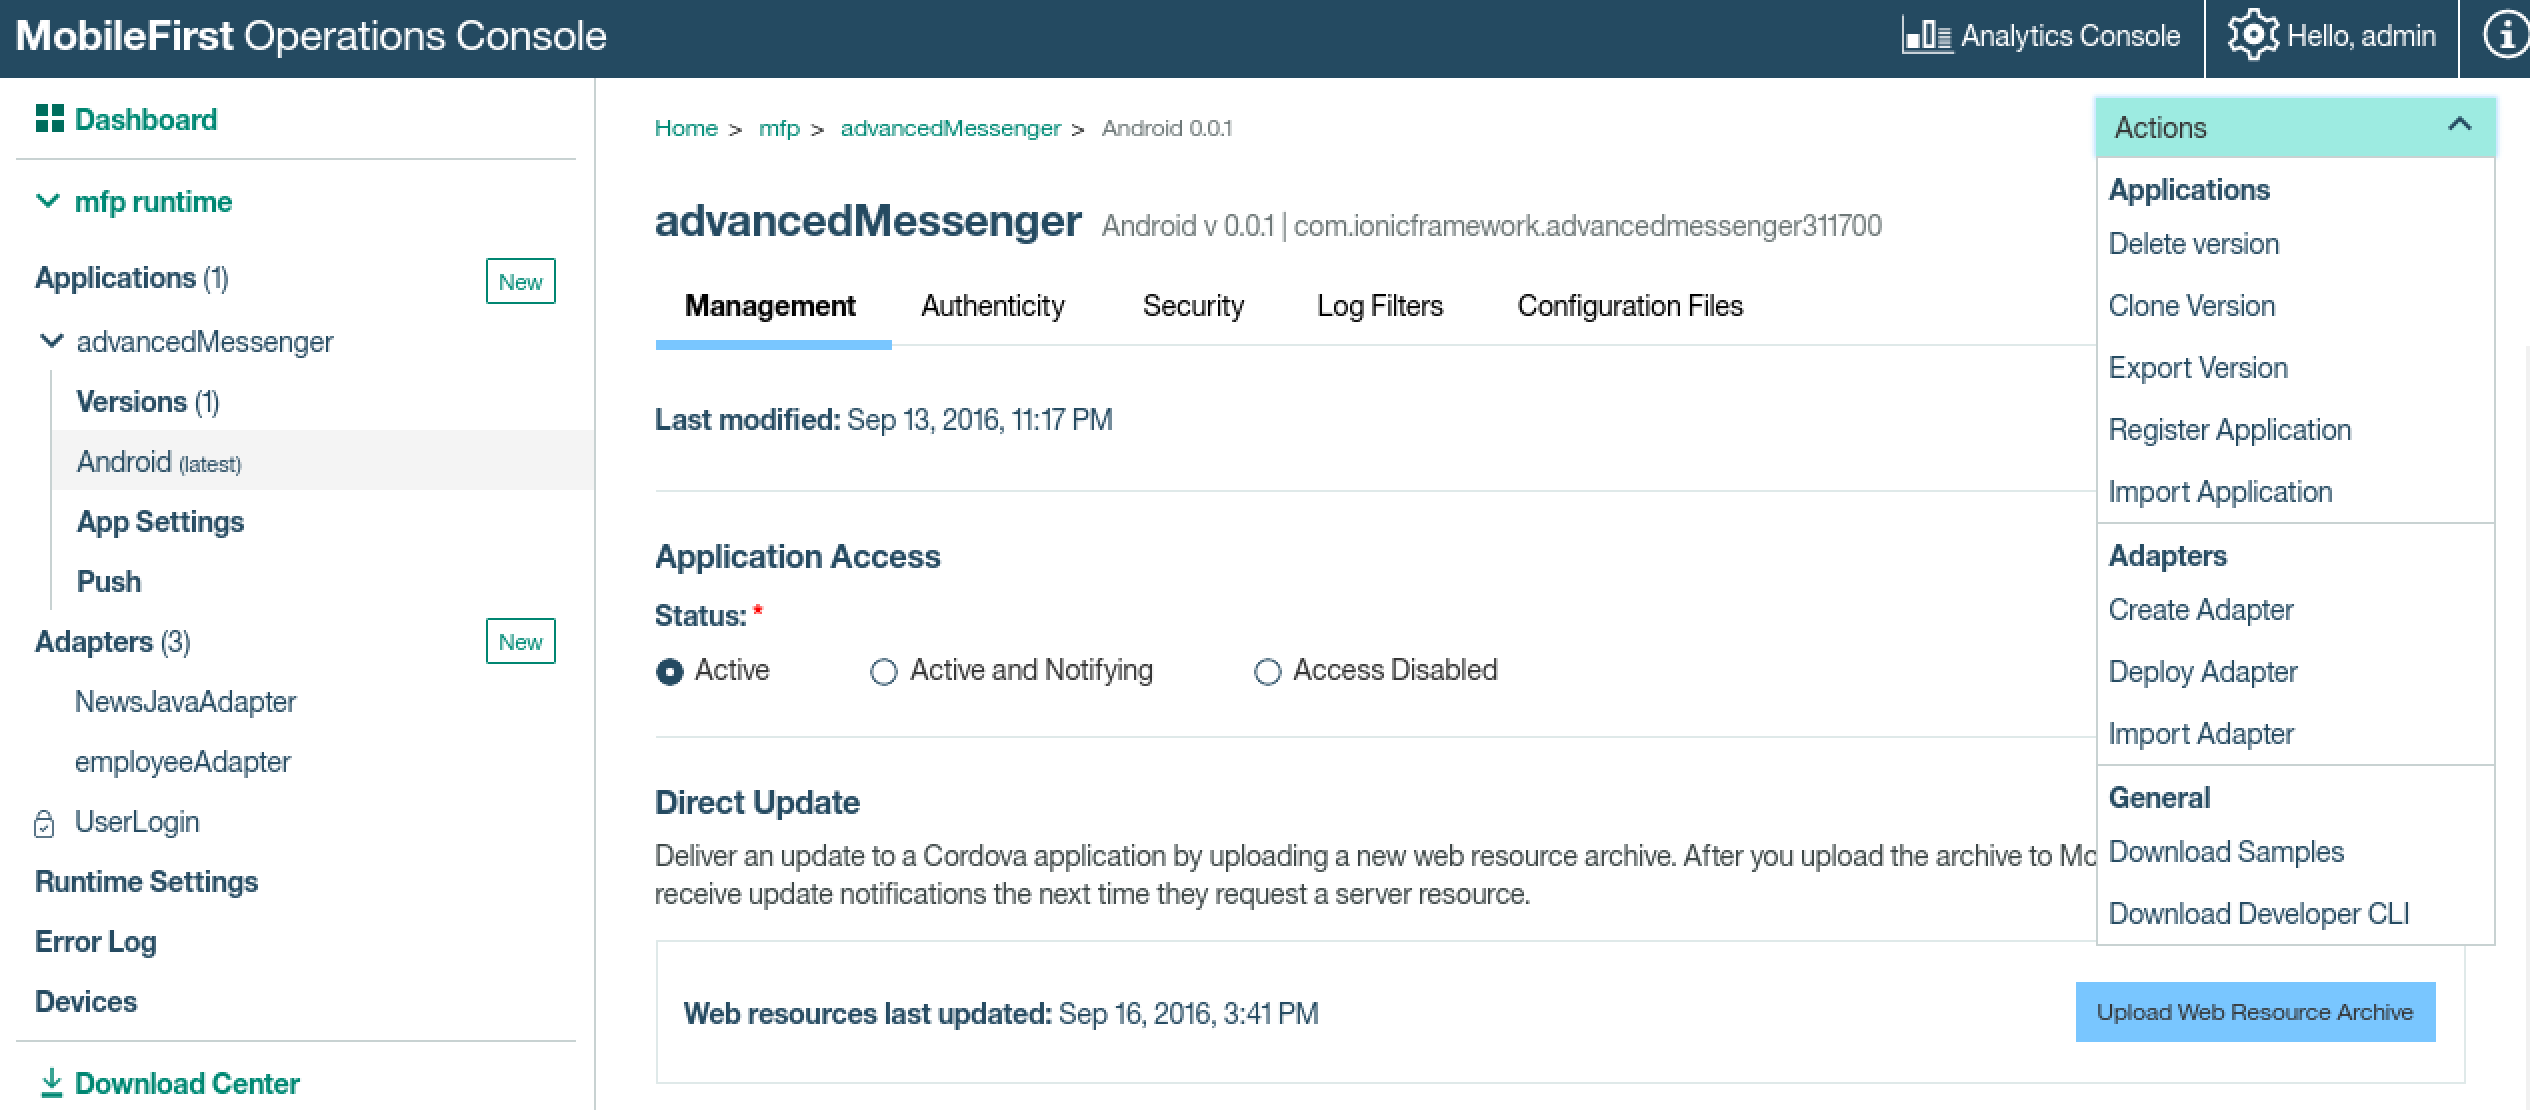 MobileFirst Operations Console
Analytics Console
Hello, admin
Dashboard
mfp runtime
Applications (1)
New
advancedMessenger
Versions (1)
Android (latest)
App Settings
Push
Adapters (3)
New
NewsJavaAdapter
employeeAdapter
UserLogin
Runtime Settings
Error Log
Devices
Download Center
Home > mfp > advancedMessenger > Android 0.0.1
advancedMessenger Android v 0.0.1 | com.ionicframework.advancedmessenger311700
Management Authenticity Security Log Filters Configuration Files
Last modified: Sep 13, 2016, 11:17 PM
Application Access
Status: *
Active Active and Notifying Access Disabled
Direct Update
Deliver an update to a Cordova application by uploading a new web resource archive. After you upload the archive to Mo
receive update notifications the next time they request a server resource.
Web resources last updated: Sep 16, 2016, 3:41 PM
Upload Web Resource Archive
Actions
Applications
Delete version
Clone Version
Export Version
Register Application
Import Application
Adapters
Create Adapter
Deploy Adapter
Import Adapter
General
Download Samples
Download Developer CLI